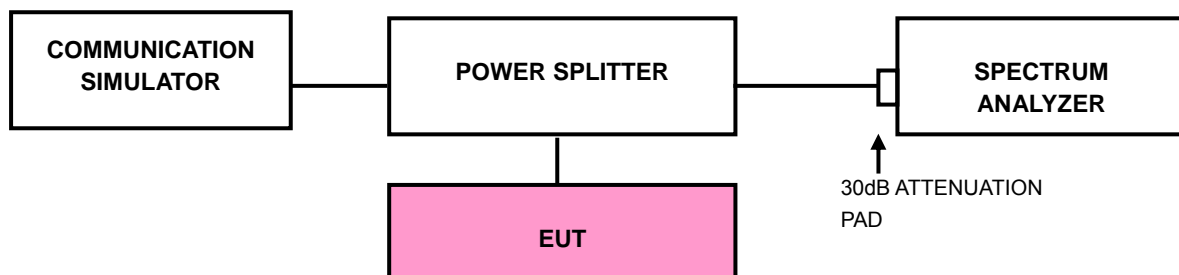 COMMUNICATION
SIMULATOR
POWER SPLITTER
SPECTRUM
ANALYZER
30dB ATTENUATION
PAD
EUT